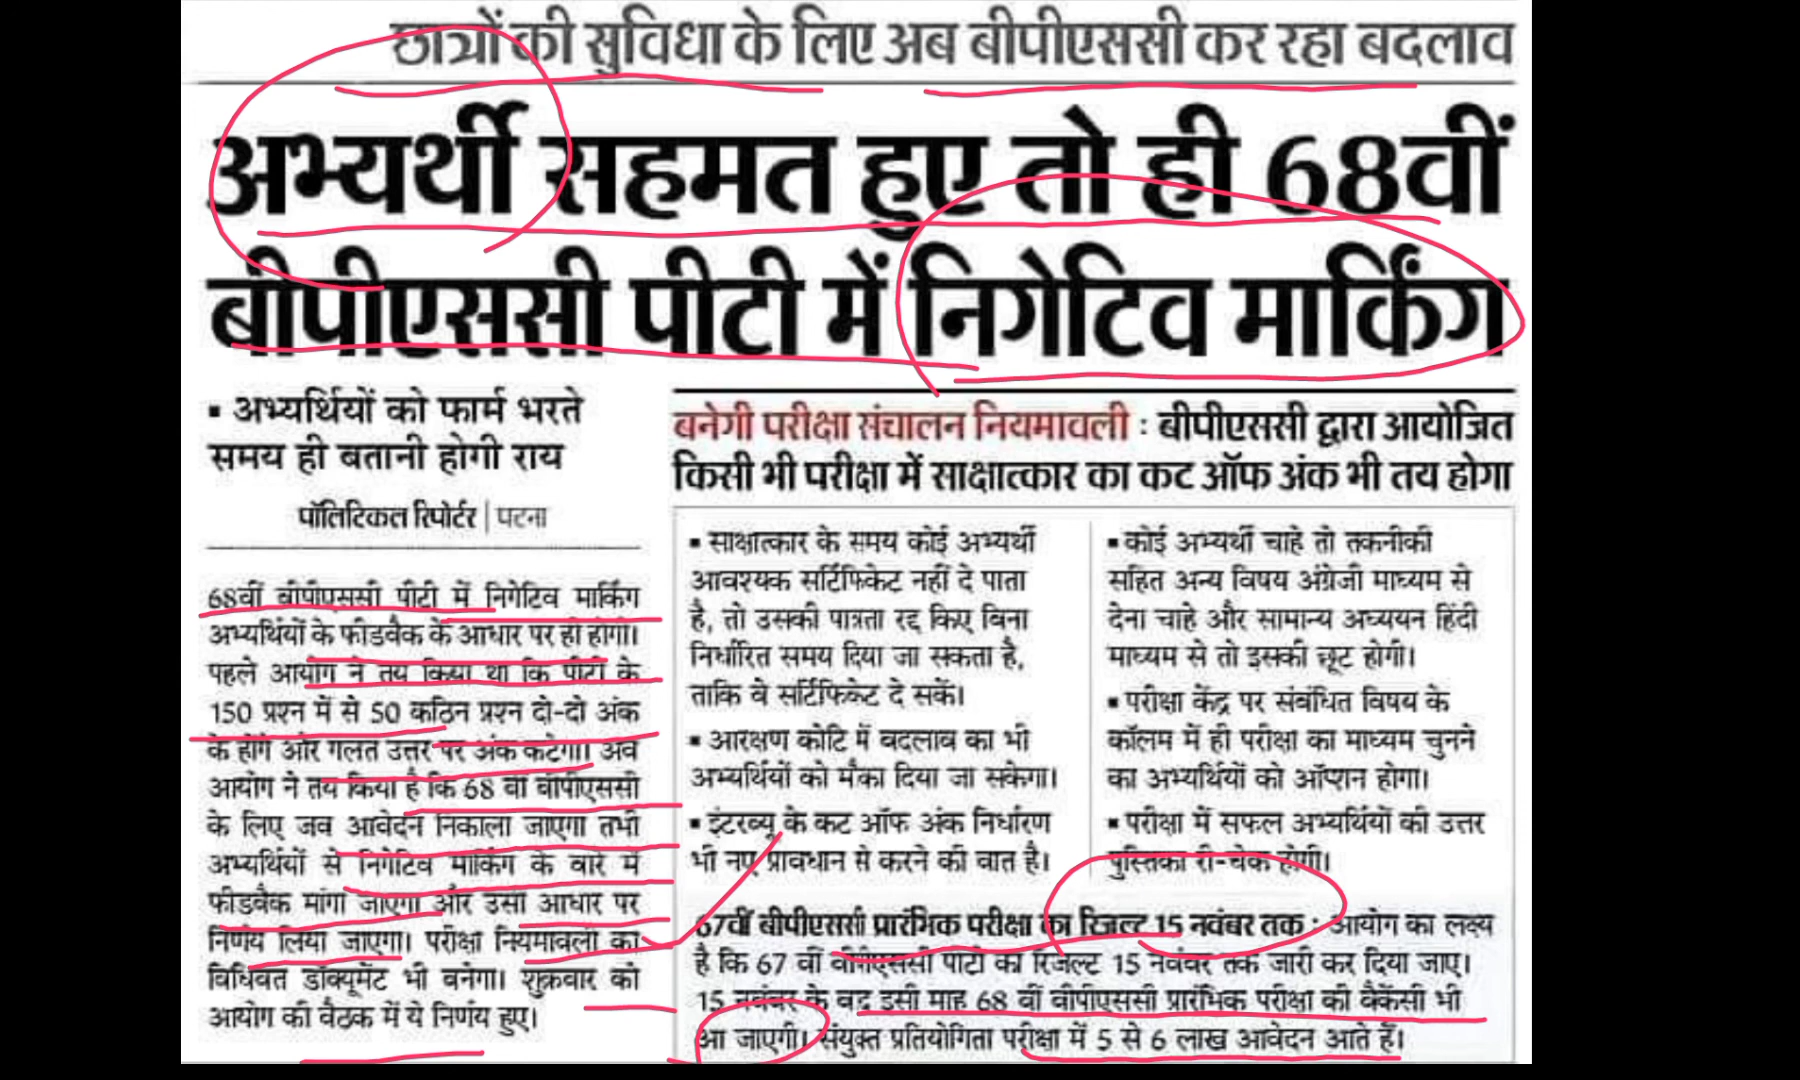 छात्रों की सुविधा के लिए अब बीपीएससी कर रहा बदलाव
अभ्यर्थी सहमत हुए तो ही 68वीं
बीपीएससी पीटी में निगेटिव मार्किंग
▪ अभ्यर्थियों को फार्म भरते
समय ही बतानी होगी राय
पॉलिटिकल रिपोर्टर | पटना
68वीं बीपीएससी पीटी में निगेटिव मार्किंग
अभ्यर्थियों के फीडबैक के आधार पर ही होगी।
पहले आयोग ने तय किया था कि पीटी के
150 प्रश्न में से 50 कठिन प्रश्न दो-दो अंक
के होंगे और गलत उत्तर पर अंक कटेगा। अब
आयोग ने तय किया है कि 68 वीं बीपीएससी
के लिए जब आवेदन निकाला जाएगा तभी
अभ्यर्थियों से निगेटिव मार्किंग के बारे में
फीडबैक मांगा जाएगा और उसी आधार पर
निर्णय लिया जाएगा। परीक्षा नियमावली का
विधिवत डॉक्यूमेंट भी बनेगा। शुक्रवार को
आयोग की बैठक में ये निर्णय हुए।
बनेगी परीक्षा संचालन नियमावली : बीपीएससी द्वारा आयोजित
किसी भी परीक्षा में साक्षात्कार का कट ऑफ अंक भी तय होगा
▪ साक्षात्कार के समय कोई अभ्यर्थी
आवश्यक सर्टिफिकेट नहीं दे पाता
है, तो उसकी पात्रता रद्द किए बिना
निर्धारित समय दिया जा सकता है,
ताकि वे सर्टिफिकेट दे सकें।
▪ आरक्षण कोटि में बदलाव का भी
अभ्यर्थियों को मौका दिया जा सकेगा।
▪ इंटरव्यू के कट ऑफ अंक निर्धारण
भी नए प्रावधान से करने की बात है।
▪ कोई अभ्यर्थी चाहे तो तकनीकी
सहित अन्य विषय अंग्रेजी माध्यम से
देना चाहे और सामान्य अध्ययन हिंदी
माध्यम से तो इसकी छूट होगी।
▪ परीक्षा केंद्र पर संबंधित विषय के
कॉलम में ही परीक्षा का माध्यम चुनने
का अभ्यर्थियों को ऑप्शन होगा।
▪ परीक्षा में सफल अभ्यर्थियों की उत्तर
पुस्तिका री-चेक होगी।
67वीं बीपीएससी प्रारंभिक परीक्षा का रिजल्ट 15 नवंबर तक : आयोग का लक्ष्य
है कि 67 वीं बीपीएससी पीटी का रिजल्ट 15 नवंबर तक जारी कर दिया जाए।
15 नवंबर के बाद इसी माह 68 वीं बीपीएससी प्रारंभिक परीक्षा की वैकेंसी भी
आ जाएगी। संयुक्त प्रतियोगिता परीक्षा में 5 से 6 लाख आवेदन आते हैं।